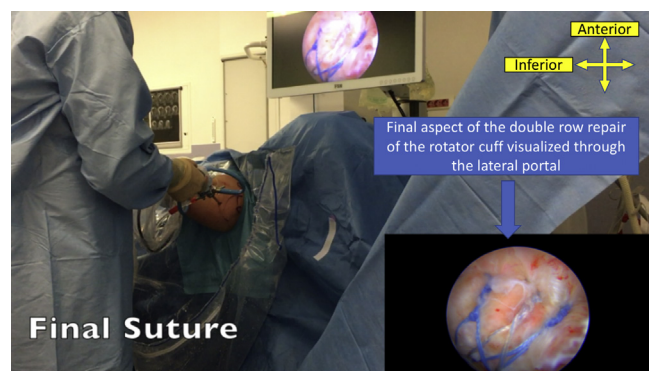 Anterior
Inferior
Final aspect of the double row repair
of the rotator cuff visualized through
the lateral portal
Final Suture